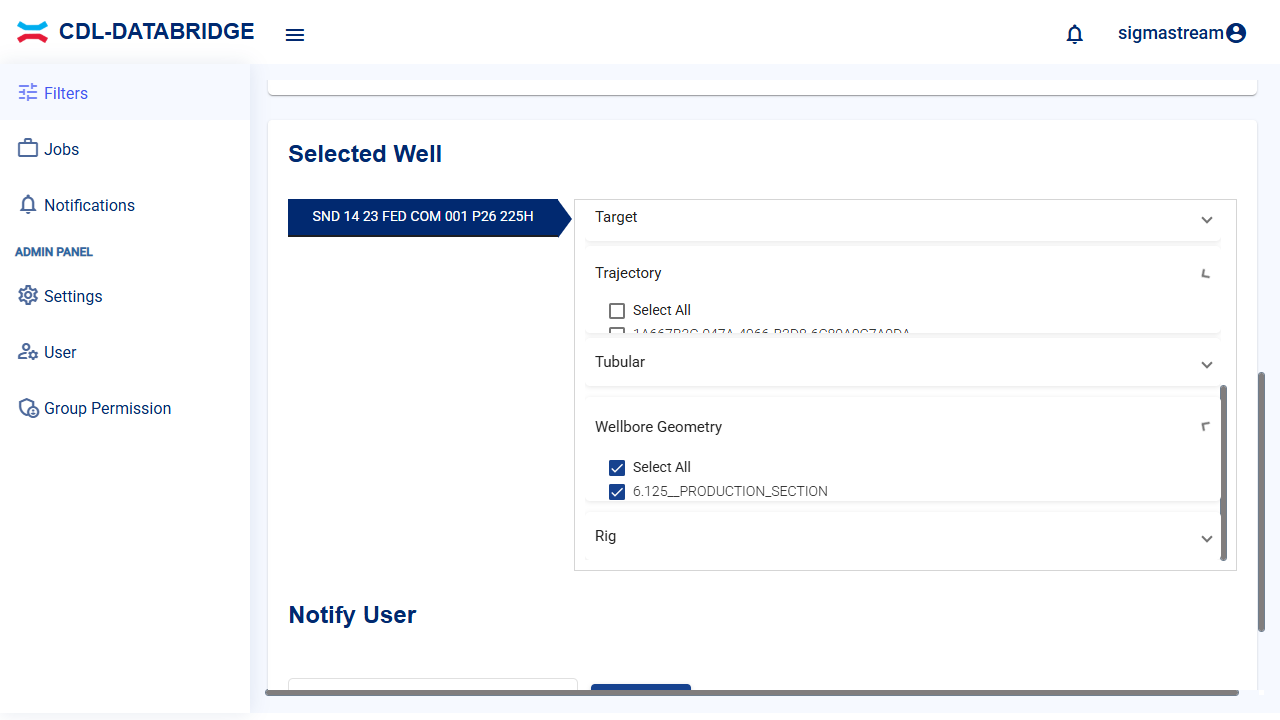 CDL-DATABRIDGE
sigmastream
Filters
Jobs
Notifications
ADMIN PANEL
Settings
User
Group Permission
Selected Well
SND 14 23 FED COM 001 P26 225H
Target
Trajectory
Select All
Tubular
Wellbore Geometry
Select All
6.125__PRODUCTION_SECTION
Rig
Notify User